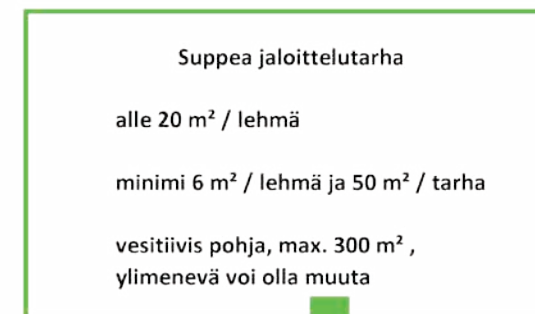 Suppea jaloittelutarha
alle 20 m² / lehmä
minimi 6 m² / lehmä ja 50 m² / tarha
vesitiivis pohja, max. 300 m² ,
ylimenevä voi olla muuta